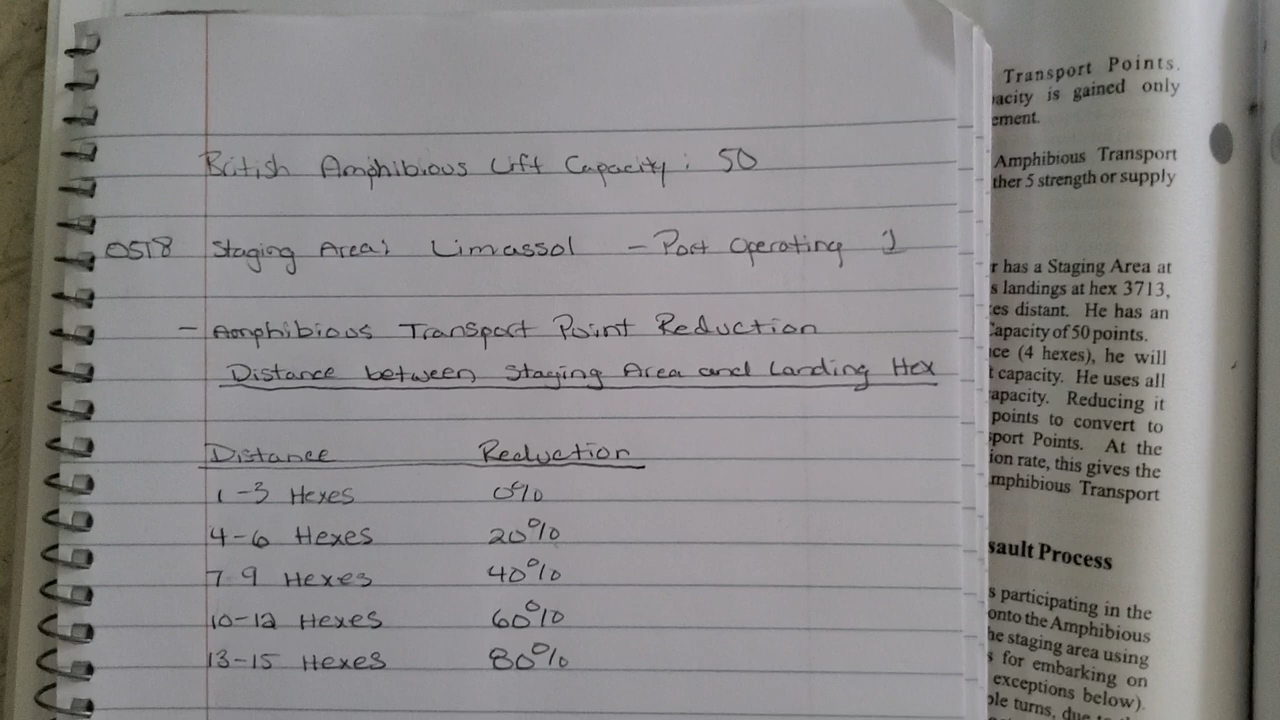 British Amphibious Lift Capacity: 50
0518 Staging Area: Limassol - Port Operating 1
- Amphibious Transport Point Reduction
Distance between Staging Area and Landing Hex
Distance Reduction
1-3 Hexes 0%
4-6 Hexes 20%
7-9 Hexes 40%
10-12 Hexes 60%
13-15 Hexes 80%
Transport Points.
acity is gained only
ement.
Amphibious Transport
ther 5 strength or supply
r has a Staging Area at
s landings at hex 3713,
es distant. He has an
Capacity of 50 points.
ce (4 hexes), he will
t capacity. He uses all
apacity. Reducing it
points to convert to
sport Points. At the
ion rate, this gives the
mphibious Transport
sault Process
s participating in the
onto the Amphibious
he staging area using
s for embarking on
exceptions below).
ple turns, due to the